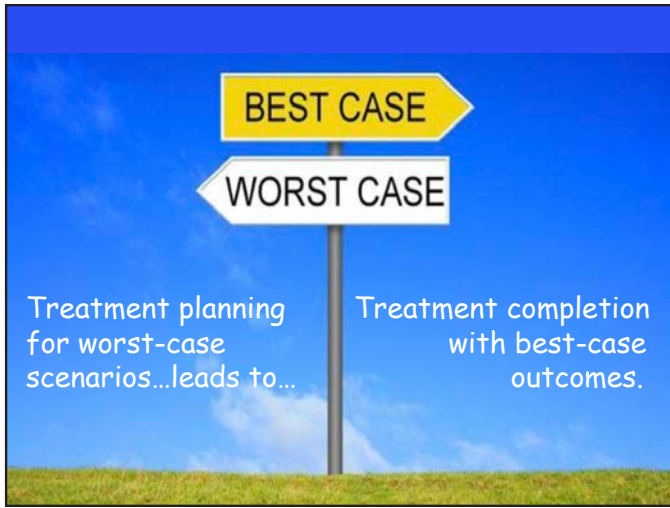 BEST CASE
WORST CASE
Treatment planning
for worst-case
scenarios…leads to…
Treatment completion
with best-case
outcomes.